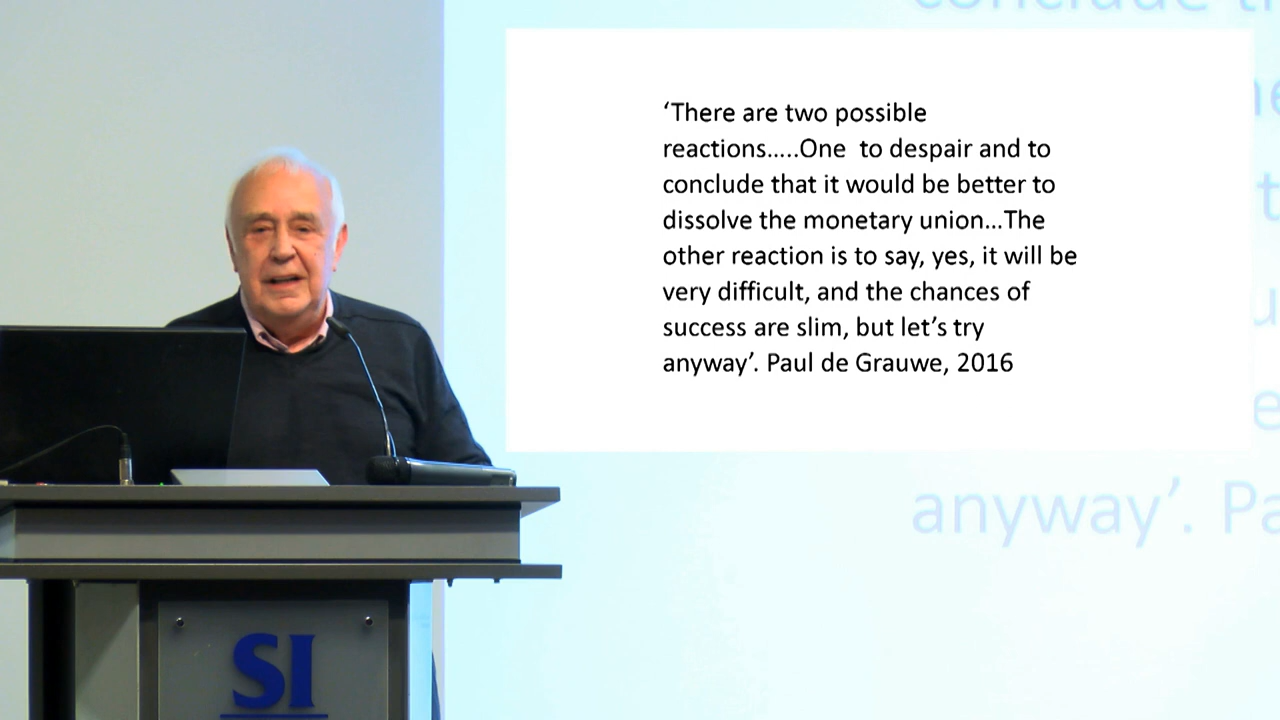 ‘There are two possible
reactions…..One  to despair and to
conclude that it would be better to
dissolve the monetary union…The
other reaction is to say, yes, it will be
very difficult, and the chances of
success are slim, but let’s try
anyway’. Paul de Grauwe, 2016
anyway’. Pa
SI